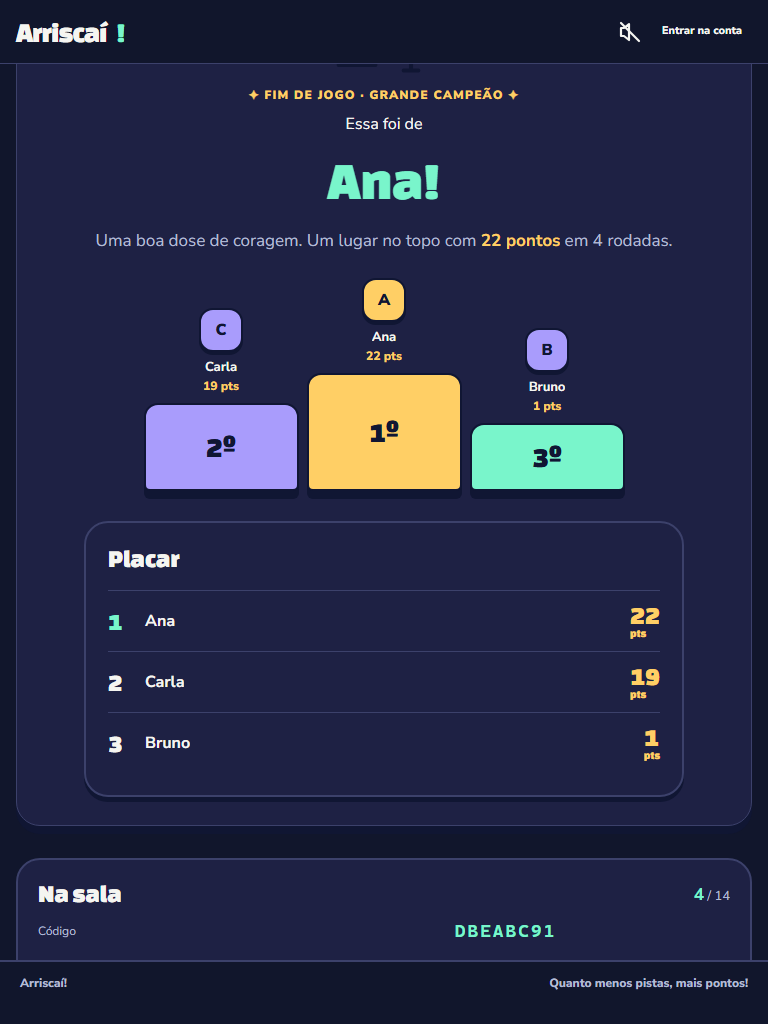 Arriscaí !
Entrar na conta
✦ FIM DE JOGO · GRANDE CAMPEÃO ✦
Essa foi de
Ana!
Uma boa dose de coragem. Um lugar no topo com 22 pontos em 4 rodadas.
A
Ana
22 pts
1º
C
Carla
19 pts
2º
B
Bruno
1 pts
3º
Placar
1 Ana 22 pts
2 Carla 19 pts
3 Bruno 1 pts
Na sala 4 / 14
Código DBEABC91
Arriscaí!
Quanto menos pistas, mais pontos!